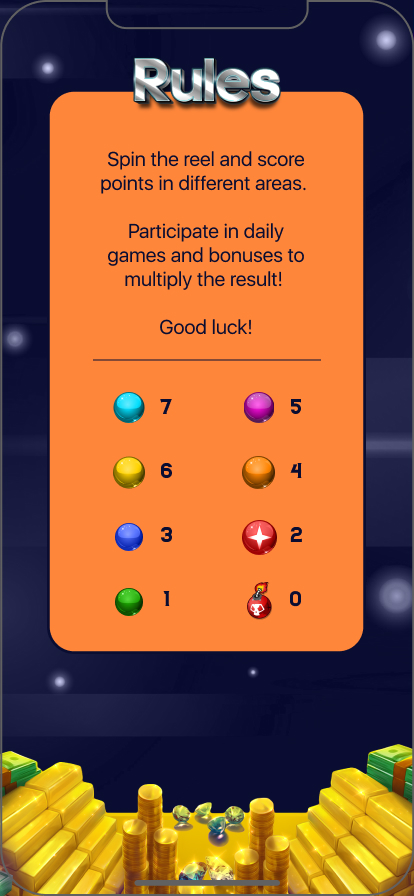 Rules
Spin the reel and score
points in different areas.
Participate in daily
games and bonuses to
multiply the result!
Good luck!
7 5
6 4
3 2
1 0